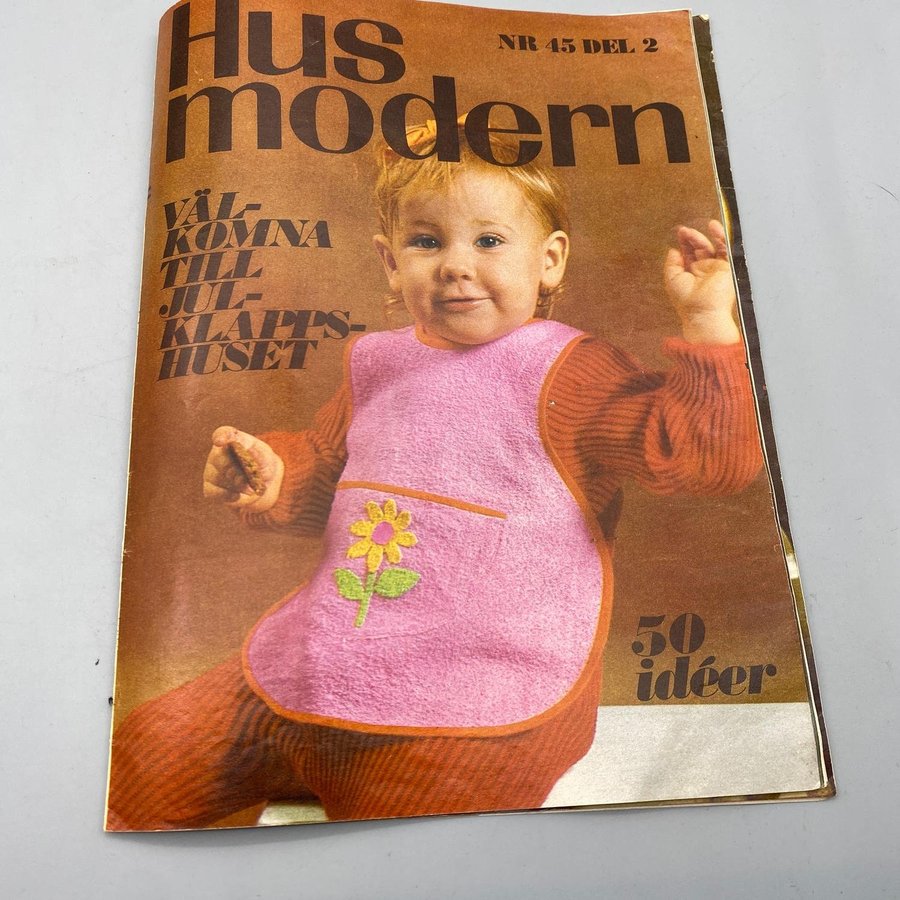 Hus
modern
NR 45 DEL 2
VÄL-
KOMNA
TILL
JUL-
KLAPPS-
HUSET
50
idéer